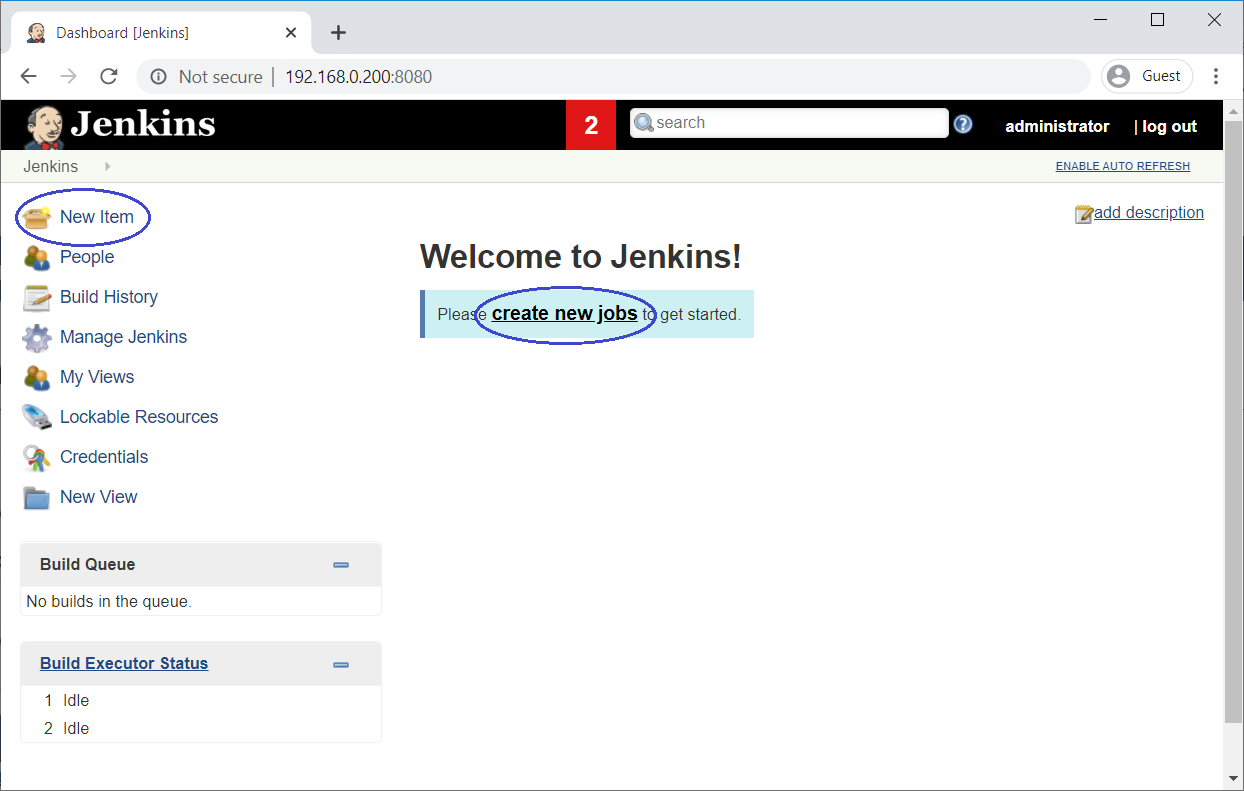 Dashboard [Jenkins]
Not secure | 192.168.0.200:8080
Guest
Jenkins
2
search
administrator
| log out
Jenkins
ENABLE AUTO REFRESH
New Item
add description
People
Welcome to Jenkins!
Build History
Please create new jobs to get started.
Manage Jenkins
My Views
Lockable Resources
Credentials
New View
Build Queue
No builds in the queue.
Build Executor Status
1 Idle
2 Idle